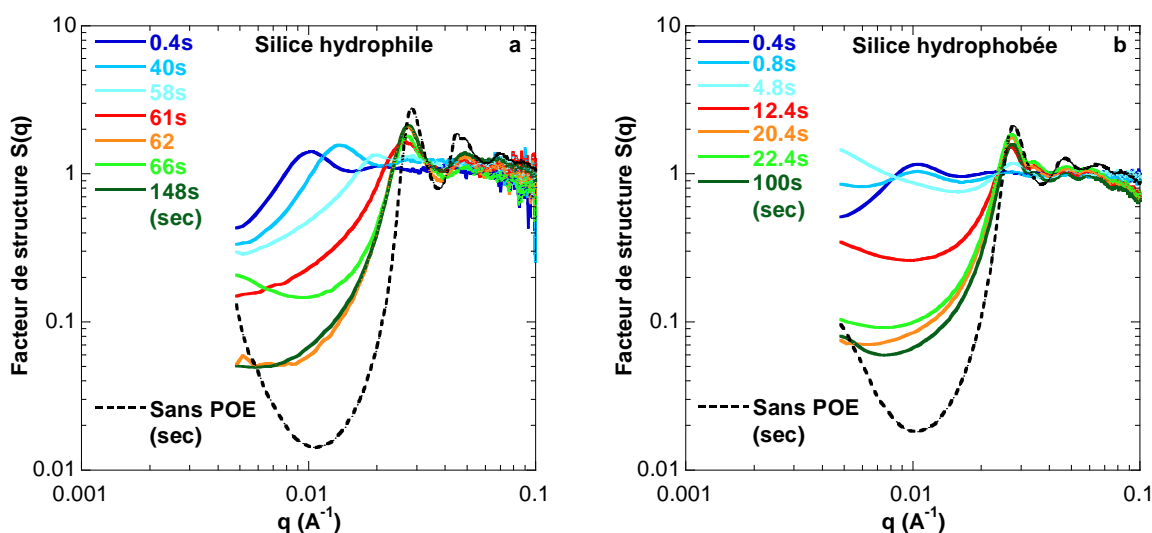 Silice hydrophile
a
0.4s
40s
58s
61s
62
66s
148s
(sec)
Sans POE
(sec)
Facteur de structure S(q)
10
1
0.1
0.01
0.001
0.01
0.1
q (A-1)
Silice hydrophobée
b
0.4s
0.8s
4.8s
12.4s
20.4s
22.4s
100s
(sec)
Sans POE
(sec)
Facteur de structure S(q)
10
1
0.1
0.01
0.001
0.01
0.1
q (A-1)